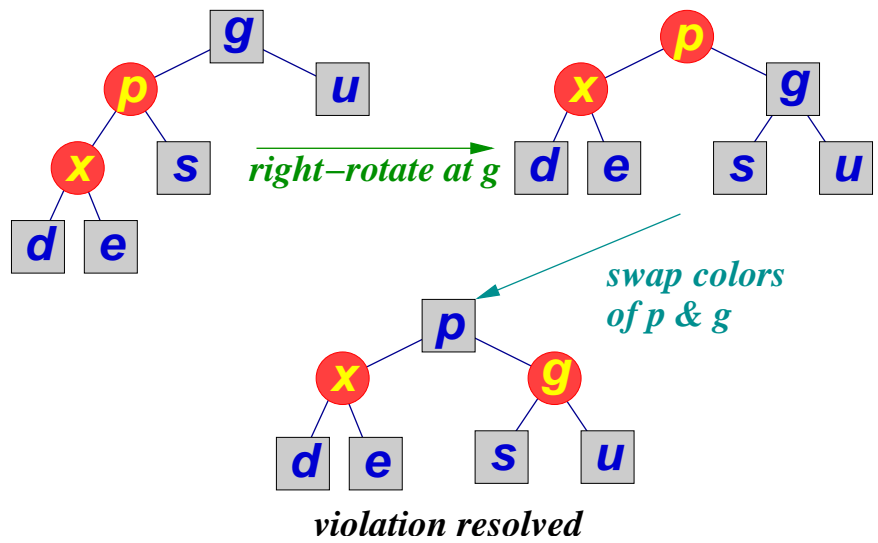 g
p
u
x
s
d e
right–rotate at g
p
x g
d e s u
swap colors
of p & g
p
x g
d e s u
violation resolved